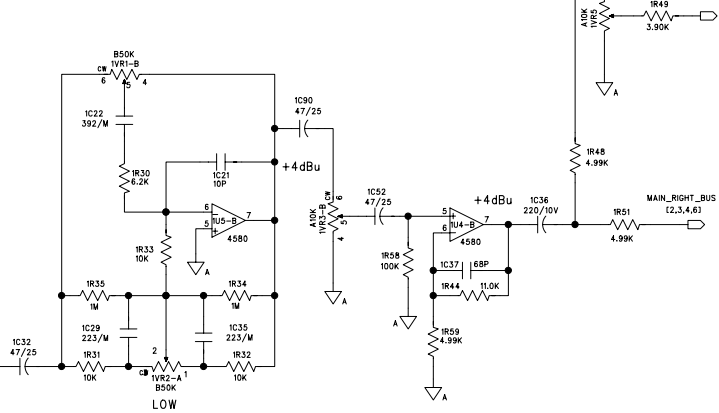 1R49
3.90K
A10K
1VR5
A
B50K
1VR1-B
CW
6
5
4
1C22
392/M
1C90
47/25
1R30
6.2K
1C21
10P
+4dBu
1R48
4.99K
6
5
7
1U5-B
4580
A
1R33
10K
CW
6
5
4
A10K
1VR3-B
A
1C52
47/25
+4dBu
5
6
7
1U4-B
4580
1C36
220/10V
MAIN_RIGHT_BUS
[2,3,4,6]
1R51
4.99K
1R58
100K
A
1C37
68P
1R44
11.0K
1R35
1M
1R34
1M
1C29
223/M
1C35
223/M
1C32
47/25
1R31
10K
2
CW
1
1VR2-A
B50K
1R32
10K
1R59
4.99K
A
LOW